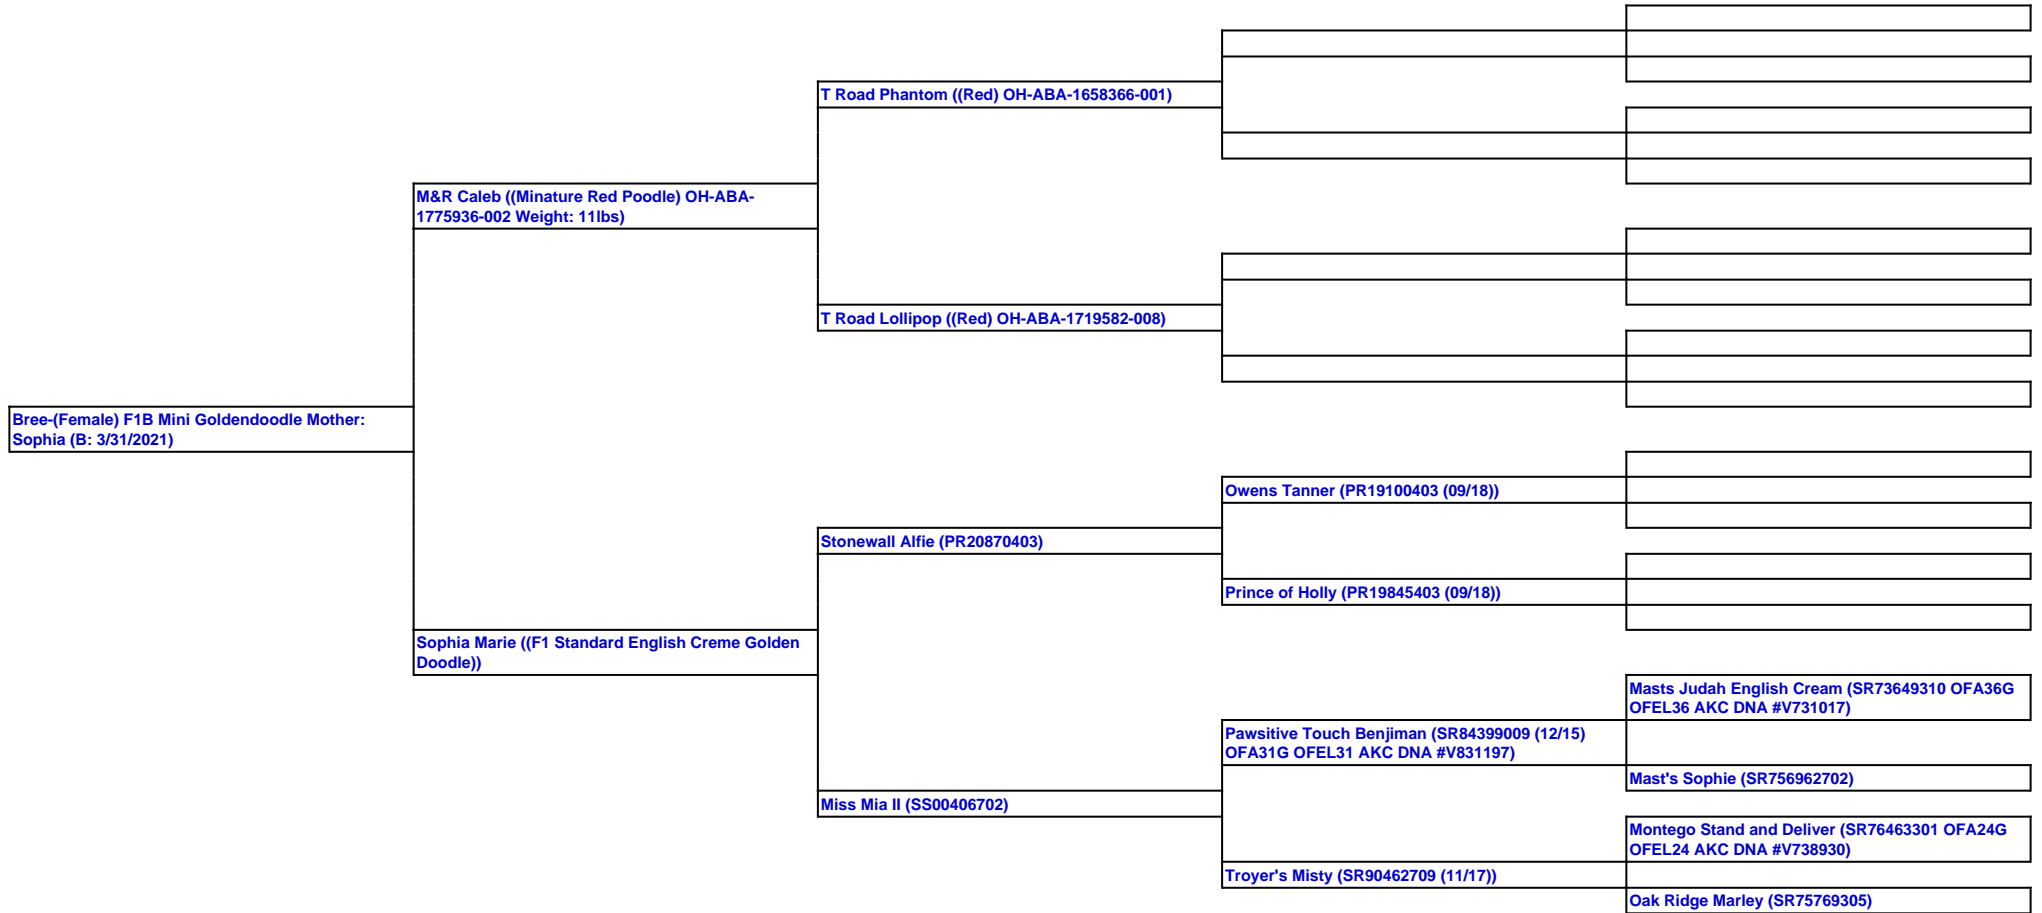 T Road Phantom ((Red) OH-ABA-1658366-001)
M&R Caleb ((Minature Red Poodle) OH-ABA-
1775936-002 Weight: 11lbs)
T Road Lollipop ((Red) OH-ABA-1719582-008)
Bree-(Female) F1B Mini Goldendoodle Mother:
Sophia (B: 3/31/2021)
Owens Tanner (PR19100403 (09/18))
Stonewall Alfie (PR20870403)
Prince of Holly (PR19845403 (09/18))
Sophia Marie ((F1 Standard English Creme Golden
Doodle))
Masts Judah English Cream (SR73649310 OFA36G
OFEL36 AKC DNA #V731017)
Pawsitive Touch Benjiman (SR84399009 (12/15)
OFA31G OFEL31 AKC DNA #V831197)
Mast's Sophie (SR756962702)
Miss Mia II (SS00406702)
Montego Stand and Deliver (SR76463301 OFA24G
OFEL24 AKC DNA #V738930)
Troyer's Misty (SR90462709 (11/17))
Oak Ridge Marley (SR75769305)